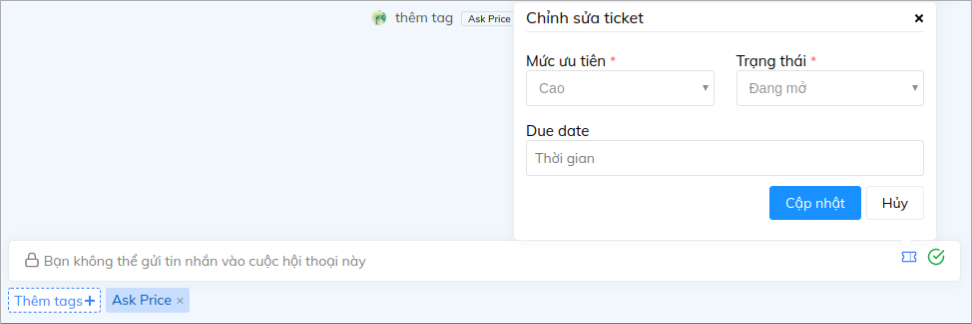 thêm tag Ask Price
Chỉnh sửa ticket
Mức ưu tiên * Trạng thái *
Cao Đang mở
Due date
Thời gian
Cập nhật Hủy
Bạn không thể gửi tin nhắn vào cuộc hội thoại này
Thêm tags+ Ask Price ×